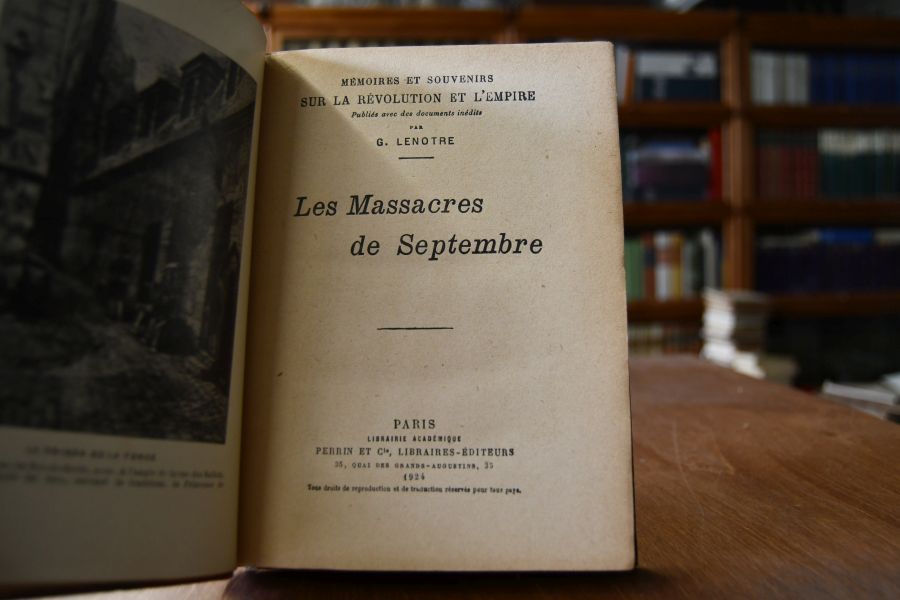 MÉMOIRES ET SOUVENIRS
SUR LA RÉVOLUTION ET L'EMPIRE
Publiés avec des documents inédits
PAR
G. LENOTRE
Les Massacres
de Septembre
PARIS
LIBRAIRIE ACADÉMIQUE
PERRIN ET Cie, LIBRAIRES-ÉDITEURS
35, QUAI DES GRANDS-AUGUSTINS, 35
1924
Tous droits de reproduction et de traduction réservés pour tous pays.